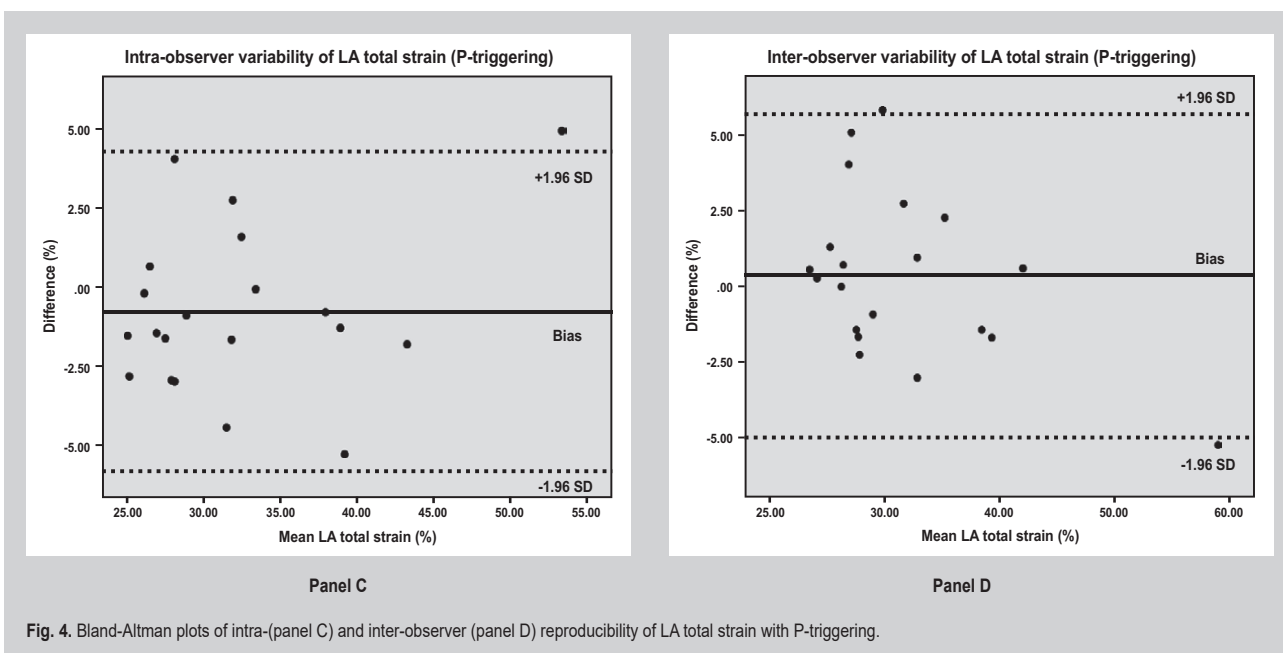 Intra-observer variability of LA total strain (P-triggering)
5.00
+1.96 SD
2.50
Difference (%)
.00
Bias
-2.50
-5.00
-1.96 SD
25.00 30.00 35.00 40.00 45.00 50.00 55.00
Mean LA total strain (%)
Panel C
Inter-observer variability of LA total strain (P-triggering)
+1.96 SD
5.00
2.50
Difference (%)
Bias
.00
-2.50
-5.00
-1.96 SD
25.00 30.00 40.00 50.00 60.00
Mean LA total strain (%)
Panel D
Fig. 4. Bland-Altman plots of intra-(panel C) and inter-observer (panel D) reproducibility of LA total strain with P-triggering.